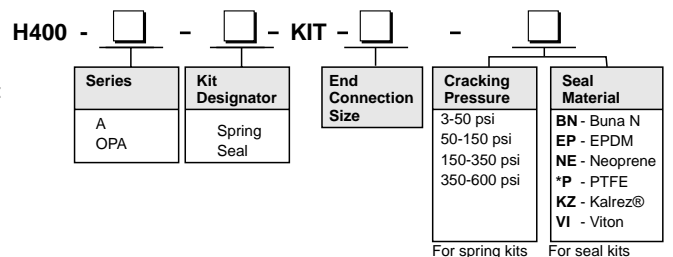 H400 - – - KIT – –
Series
A
OPA
Kit
Designator
Spring
Seal
End
Connection
Size
Cracking
Pressure
3-50 psi
50-150 psi
150-350 psi
350-600 psi
For spring kits
Seal
Material
BN - Buna N
EP - EPDM
NE - Neoprene
*P - PTFE
KZ - Kalrez®
VI - Viton
For seal kits